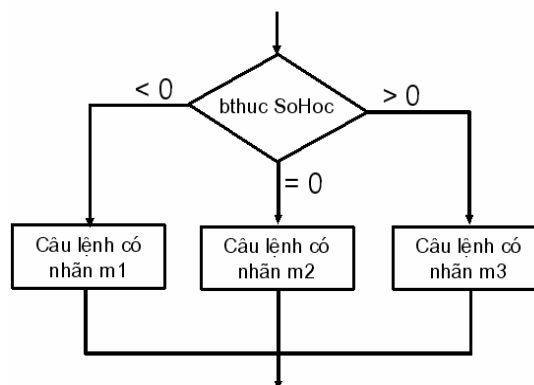 < 0
bthuc SoHoc
> 0
= 0
Câu lệnh có
nhãn m1
Câu lệnh có
nhãn m2
Câu lệnh có
nhãn m3